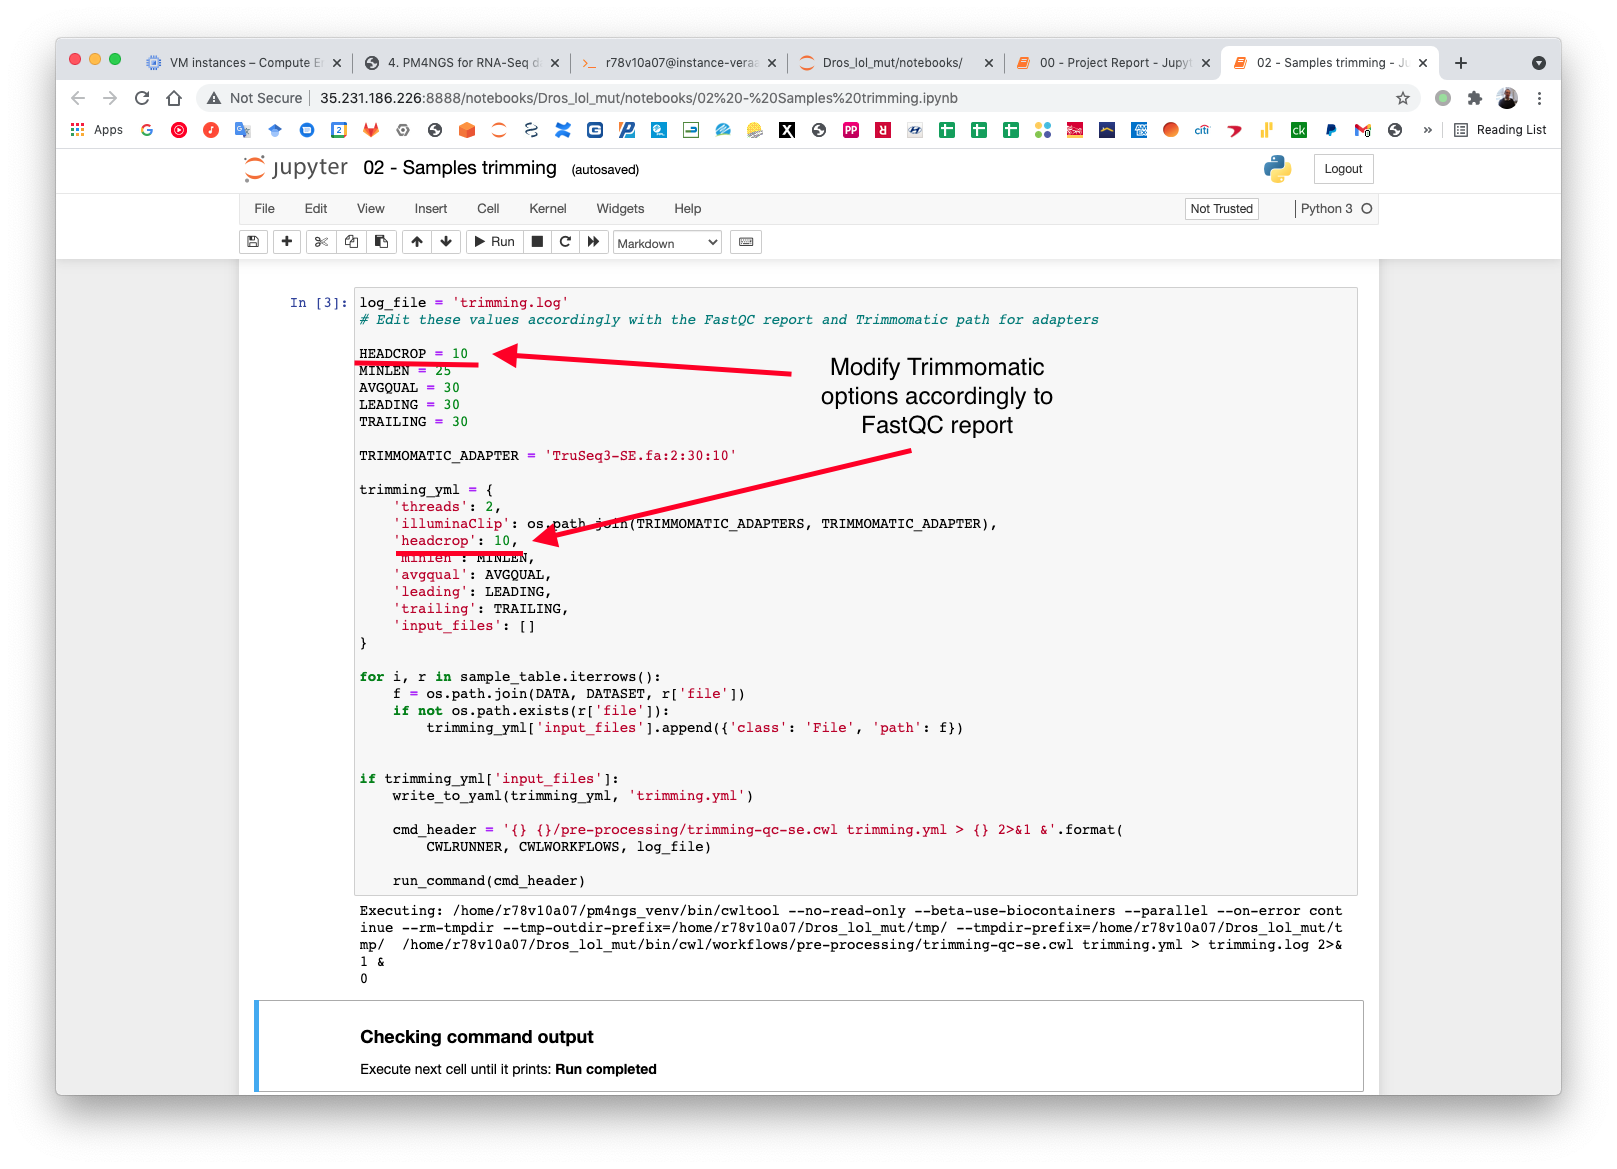 VM instances – Compute E
4. PM4NGS for RNA-Seq d
r78v10a07@instance-vera
Dros_lol_mut/notebooks/
00 - Project Report - Jupyt
02 - Samples trimming - Ju
Not Secure
35.231.186.226:8888/notebooks/Dros_lol_mut/notebooks/02%20-%20Samples%20trimming.ipynb
Apps
Reading List
jupyter 02 - Samples trimming (autosaved)
Logout
File Edit View Insert Cell Kernel Widgets Help
Not Trusted
Python 3
Run
Markdown
In [3]:
log_file = 'trimming.log'
# Edit these values accordingly with the FastQC report and Trimmomatic path for adapters
HEADCROP = 10
MINLEN = 25
AVGQUAL = 30
LEADING = 30
TRAILING = 30
Modify Trimmomatic
options accordingly to
FastQC report
TRIMMOMATIC_ADAPTER = 'TruSeq3-SE.fa:2:30:10'
trimming_yml = {
'threads': 2,
'illuminaClip': os.path.join(TRIMMOMATIC_ADAPTERS, TRIMMOMATIC_ADAPTER),
'headcrop': 10,
'minlen': MINLEN,
'avgqual': AVGQUAL,
'leading': LEADING,
'trailing': TRAILING,
'input_files': []
}
for i, r in sample_table.iterrows():
f = os.path.join(DATA, DATASET, r['file'])
if not os.path.exists(r['file']):
trimming_yml['input_files'].append({'class': 'File', 'path': f})
if trimming_yml['input_files']:
write_to_yaml(trimming_yml, 'trimming.yml')
cmd_header = '{} {}/pre-processing/trimming-qc-se.cwl trimming.yml > {} 2>&1 &'.format(
CWLRUNNER, CWLWORKFLOWS, log_file)
run_command(cmd_header)
Executing: /home/r78v10a07/pm4ngs_venv/bin/cwltool --no-read-only --beta-use-biocontainers --parallel --on-error cont
inue --rm-tmpdir --tmp-outdir-prefix=/home/r78v10a07/Dros_lol_mut/tmp/ --tmpdir-prefix=/home/r78v10a07/Dros_lol_mut/t
mp/  /home/r78v10a07/Dros_lol_mut/bin/cwl/workflows/pre-processing/trimming-qc-se.cwl trimming.yml > trimming.log 2>&
1 &
0
Checking command output
Execute next cell until it prints: Run completed